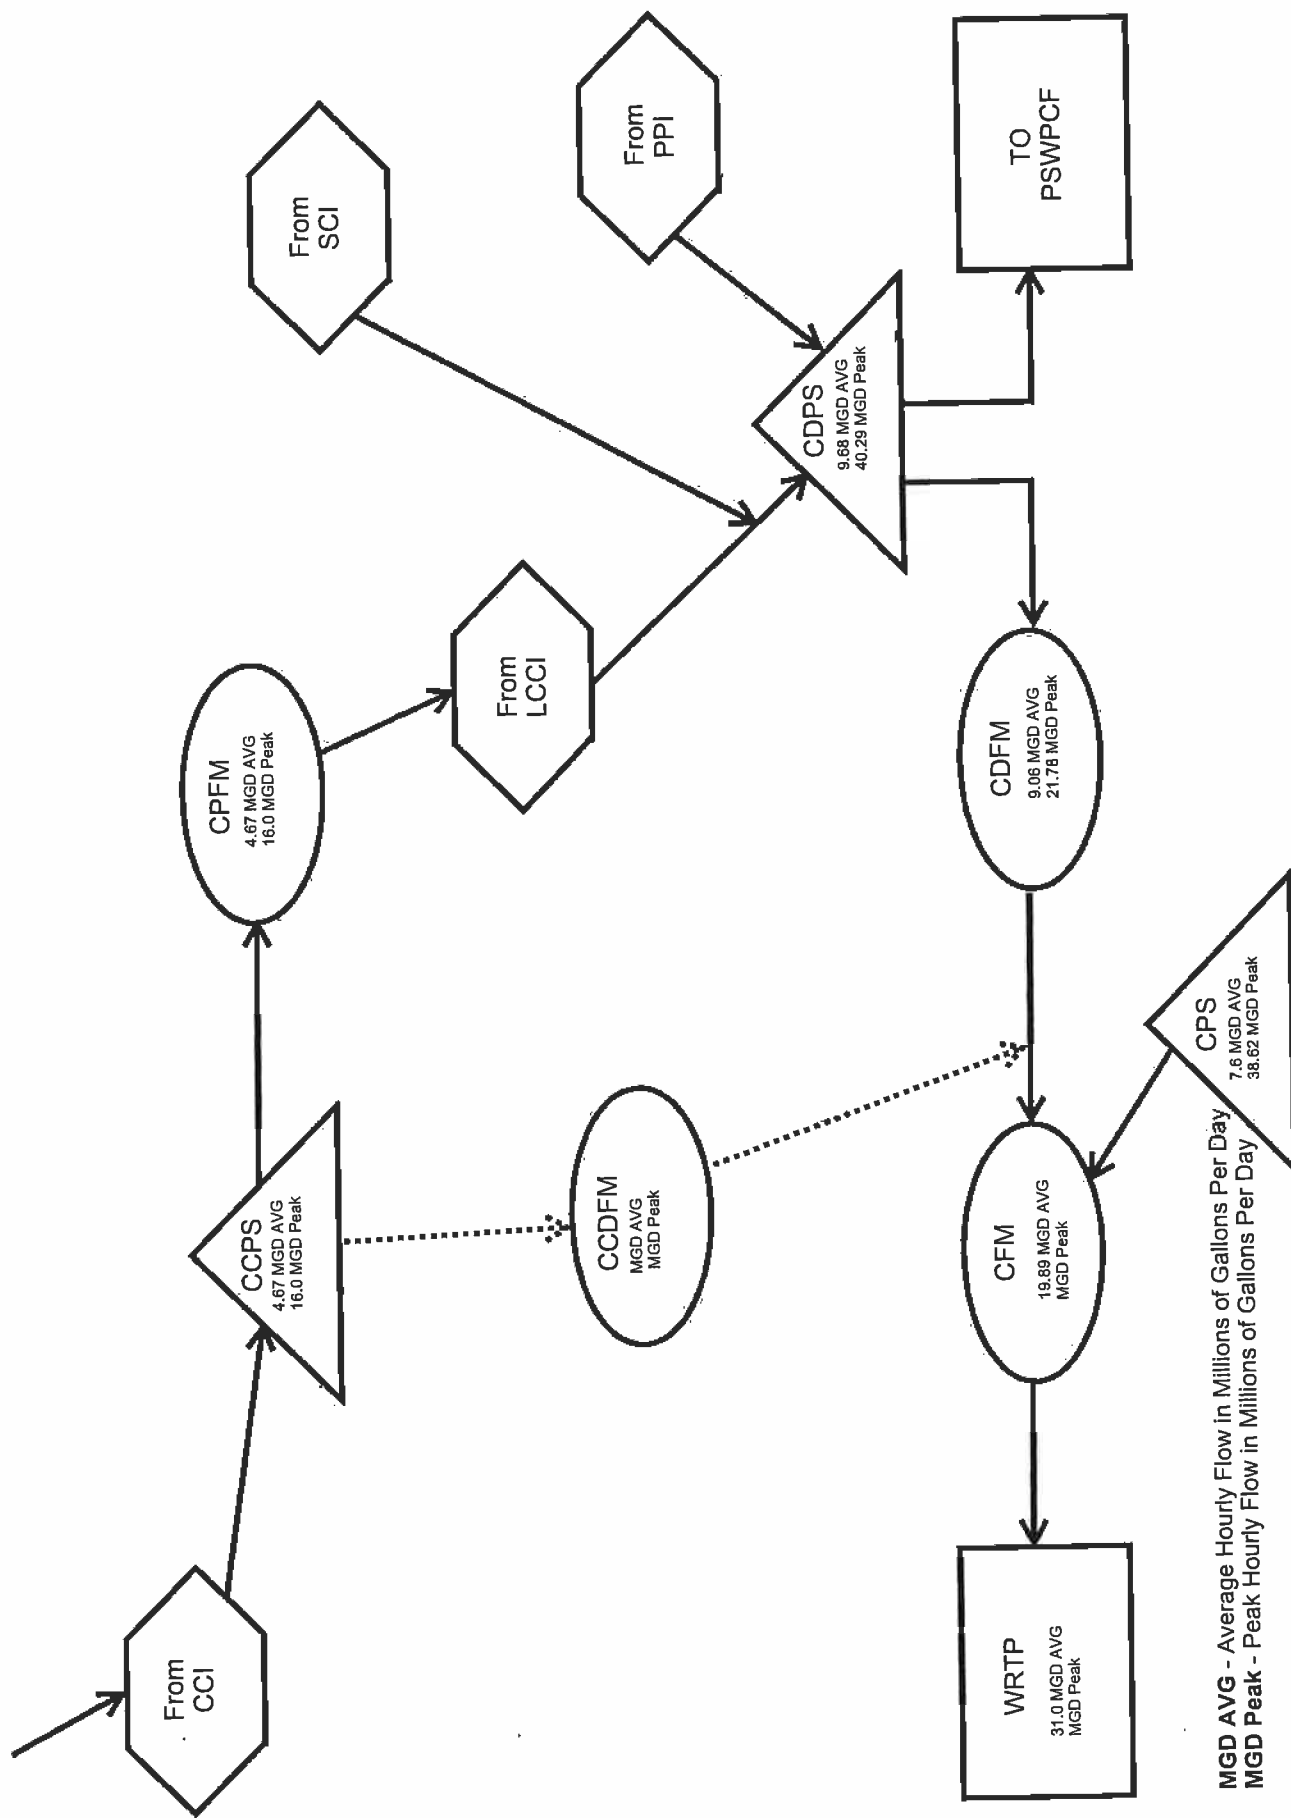 From
CCI
CCPS
4.67 MGD AVG
16.0 MGD Peak
CPFM
4.67 MGD AVG
16.0 MGD Peak
From
SCI
From
LCCI
From
PPI
CCDFM
MGD AVG
MGD Peak
CDPS
9.68 MGD AVG
40.29 MGD Peak
WRTP
31.0 MGD AVG
MGD Peak
CFM
19.89 MGD AVG
MGD Peak
CDFM
9.06 MGD AVG
21.78 MGD Peak
TO
PSWPCF
CPS
7.6 MGD AVG
38.62 MGD Peak
MGD AVG - Average Hourly Flow in Millions of Gallons Per Day
MGD Peak - Peak Hourly Flow in Millions of Gallons Per Day